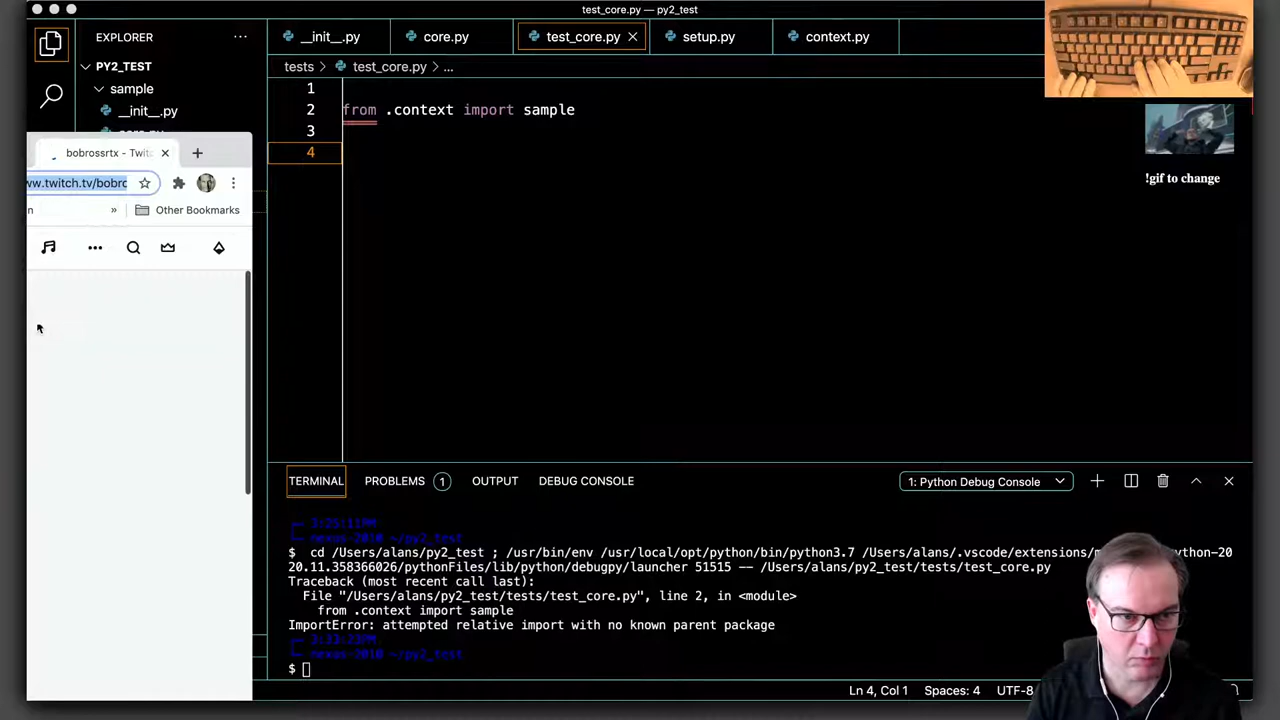 test_core.py — py2_test
EXPLORER
__init__.py
core.py
test_core.py
setup.py
context.py
PY2_TEST
tests
test_core.py
...
sample
__init__.py
1
2
from .context import sample
3
4
!gif to change
bobrossrtx - Twitc
ww.twitch.tv/bobrc
n
»
Other Bookmarks
TERMINAL
PROBLEMS
1
OUTPUT
DEBUG CONSOLE
1: Python Debug Console
3:25:11PM
nexus-2010 ~/py2_test
$ cd /Users/alans/py2_test ; /usr/bin/env /usr/local/opt/python/bin/python3.7 /Users/alans/.vscode/extensions/m
ython-20
20.11.358366026/pythonFiles/lib/python/debugpy/launcher 51515 -- /Users/alans/py2_test/tests/test_core.py
Traceback (most recent call last):
File "/Users/alans/py2_test/tests/test_core.py", line 2, in <module>
from .context import sample
ImportError: attempted relative import with no known parent package
3:31:23PM
nexus-2010 ~/py2_test
$
Ln 4, Col 1
Spaces: 4
UTF-8